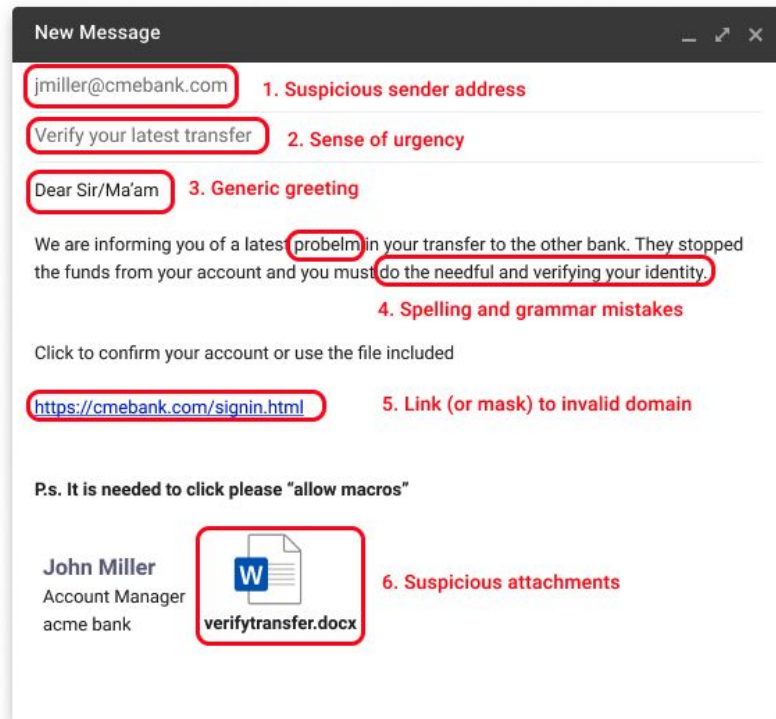 New Message
jmiller@cmebank.com 1. Suspicious sender address
Verify your latest transfer 2. Sense of urgency
Dear Sir/Ma'am 3. Generic greeting
We are informing you of a latest probelm in your transfer to the other bank. They stopped
the funds from your account and you must do the needful and verifying your identity.
4. Spelling and grammar mistakes
Click to confirm your account or use the file included
https://cmebank.com/signin.html 5. Link (or mask) to invalid domain
P.s. It is needed to click please “allow macros”
John Miller
Account Manager
acme bank
W
verifytransfer.docx
6. Suspicious attachments